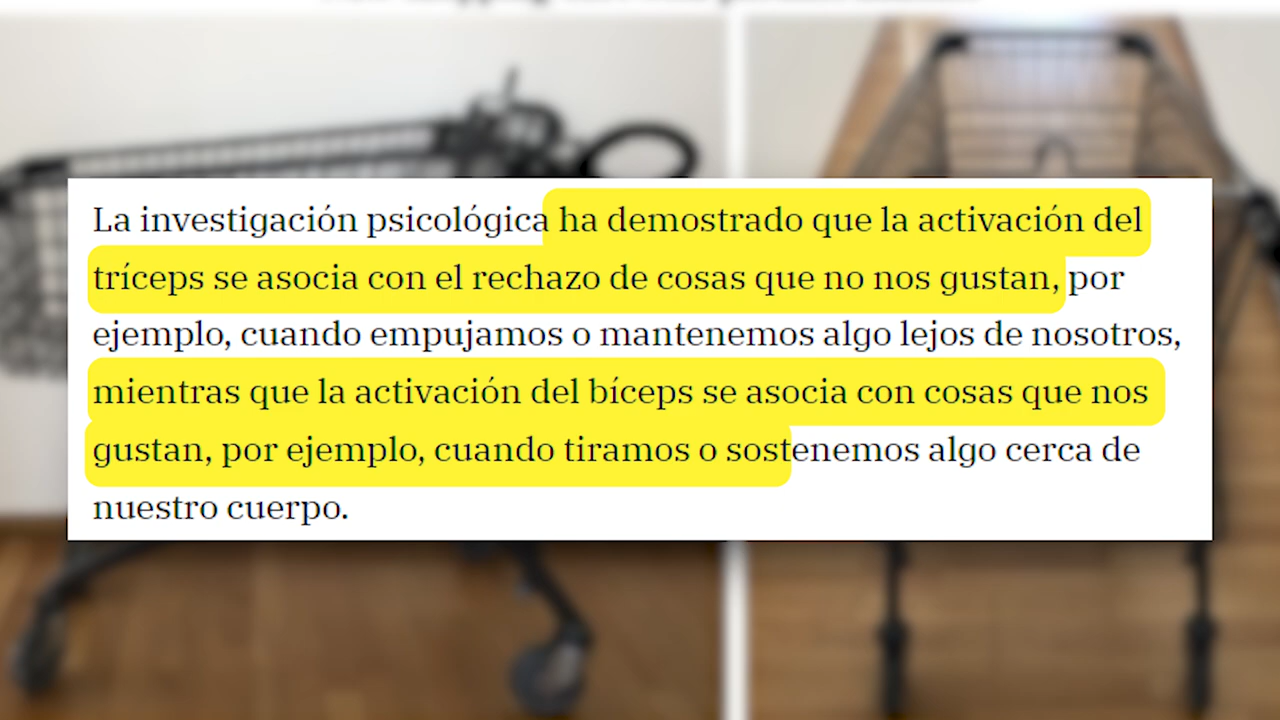 La investigación psicológica ha demostrado que la activación del
tríceps se asocia con el rechazo de cosas que no nos gustan, por
ejemplo, cuando empujamos o mantenemos algo lejos de nosotros,
mientras que la activación del bíceps se asocia con cosas que nos
gustan, por ejemplo, cuando tiramos o sostenemos algo cerca de
nuestro cuerpo.